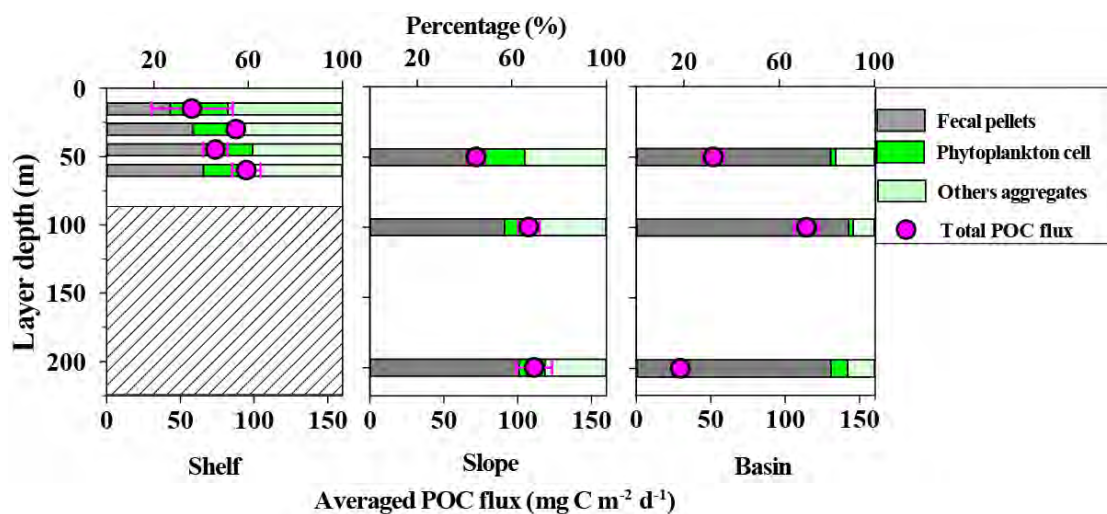 Percentage (%)
20 60 100 20 60 100 20 60 100
0
50
100
150
200
Layer depth (m)
Fecal pellets
Phytoplankton cell
Others aggregates
Total POC flux
0 50 100 150 0 50 100 150 0 50 100 150
Shelf Slope Basin
Averaged POC flux (mg C m⁻² d⁻¹)